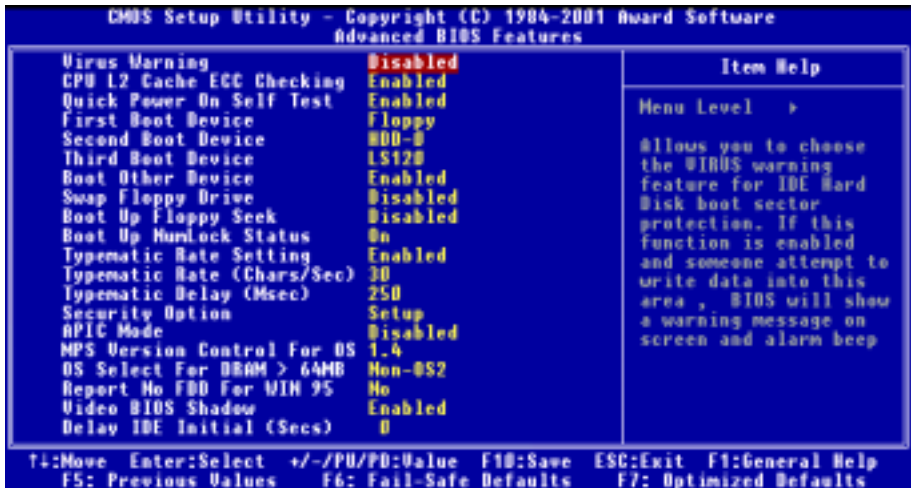 CMOS Setup Utility - Copyright (C) 1984-2001 Award Software
Advanced BIOS Features
Virus Warning Disabled
CPU L2 Cache ECC Checking Enabled
Quick Power On Self Test Enabled
First Boot Device Floppy
Second Boot Device HDD-0
Third Boot Device LS120
Boot Other Device Enabled
Swap Floppy Drive Disabled
Boot Up Floppy Seek Disabled
Boot Up NumLock Status On
Typematic Rate Setting Enabled
Typematic Rate (Chars/Sec) 30
Typematic Delay (Msec) 250
Security Option Setup
APIC Mode Disabled
MPS Version Control For OS 1.4
OS Select For DRAM > 64MB Non-OS2
Report No FDD For WIN 95 No
Video BIOS Shadow Enabled
Delay IDE Initial (Secs) 0
Item Help
Menu Level ▸
Allows you to choose
the VIRUS warning
feature for IDE Hard
Disk boot sector
protection. If this
function is enabled
and someone attempt to
write data into this
area , BIOS will show
a warning message on
screen and alarm beep
↑↓:Move Enter:Select +/-/PU/PD:Value F10:Save ESC:Exit F1:General Help
F5: Previous Values F6: Fail-Safe Defaults F7: Optimized Defaults